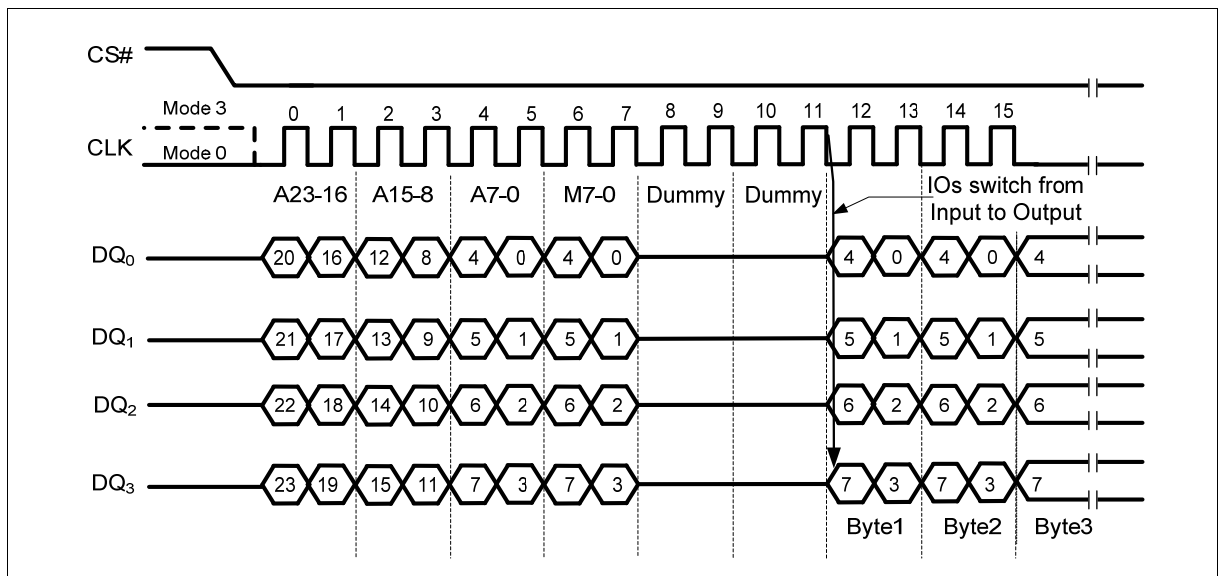 CS#
Mode 3
CLK
Mode 0
0 1 2 3 4 5 6 7 8 9 10 11 12 13 14 15
A23-16 A15-8 A7-0 M7-0 Dummy Dummy
IOs switch from
Input to Output
DQ0 20 16 12 8 4 0 4 0 4 0 4 0 4
DQ1 21 17 13 9 5 1 5 1 5 1 5 1 5
DQ2 22 18 14 10 6 2 6 2 6 2 6 2 6
DQ3 23 19 15 11 7 3 7 3 7 3 7 3 7
Byte1 Byte2 Byte3